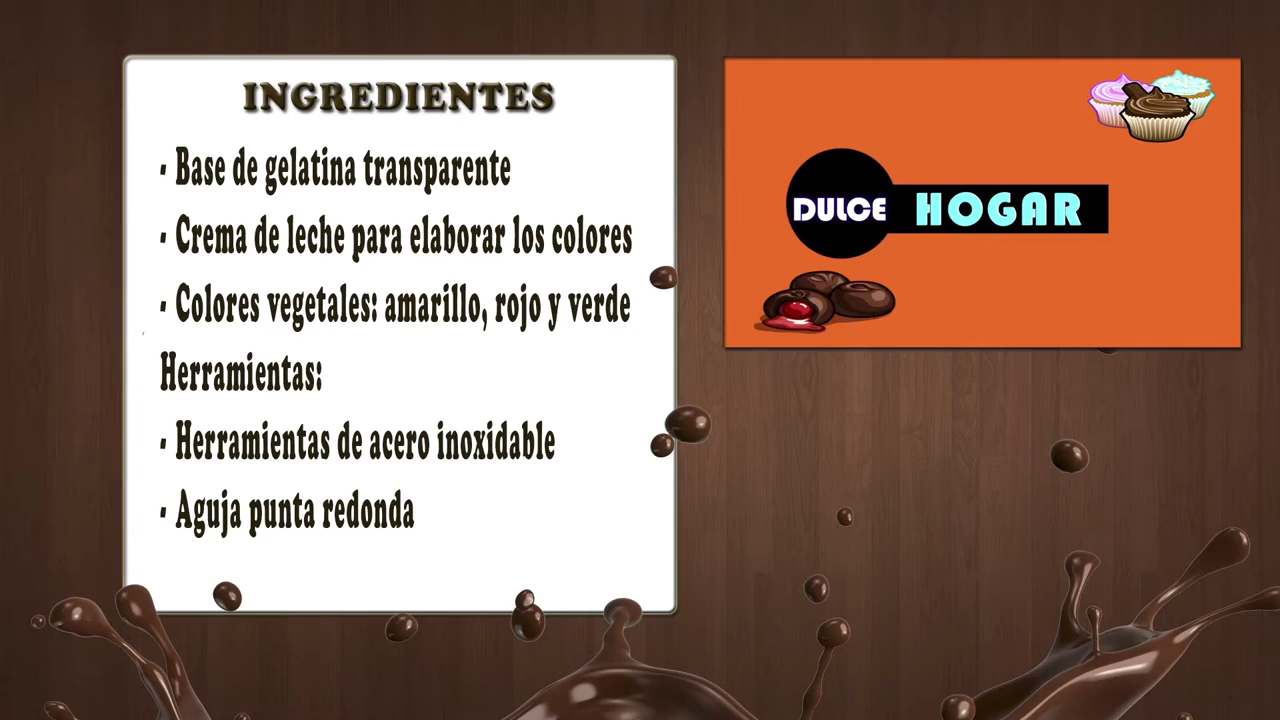 INGREDIENTES
- Base de gelatina transparente
- Crema de leche para elaborar los colores
- Colores vegetales: amarillo, rojo y verde
Herramientas:
- Herramientas de acero inoxidable
- Aguja punta redonda
DULCE HOGAR